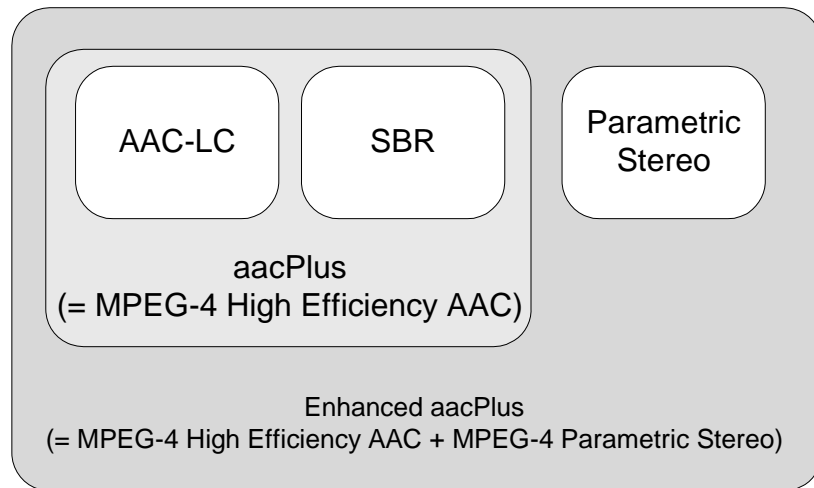 AAC-LC
SBR
Parametric
Stereo
aacPlus
(= MPEG-4 High Efficiency AAC)
Enhanced aacPlus
(= MPEG-4 High Efficiency AAC + MPEG-4 Parametric Stereo)